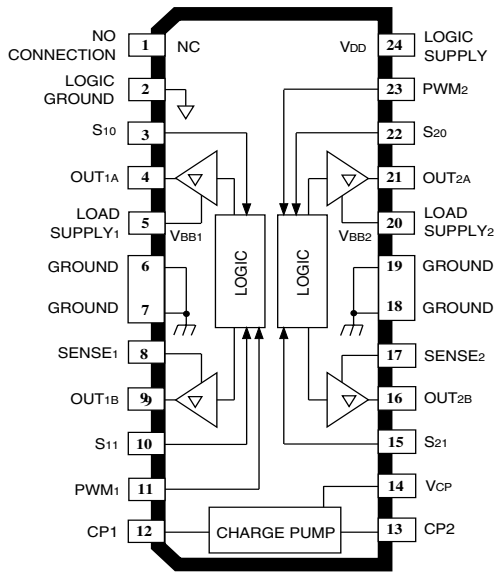 NO CONNECTION 1 NC
LOGIC GROUND 2
S10 3
OUT1A 4
LOAD SUPPLY1 5 VBB1
GROUND 6
GROUND 7
SENSE1 8
OUT1B 9 9
S11 10
PWM1 11
CP1 12
LOGIC
LOGIC
CHARGE PUMP
VDD 24 LOGIC SUPPLY
23 PWM2
22 S20
21 OUT2A
VBB2 20 LOAD SUPPLY2
19 GROUND
18 GROUND
17 SENSE2
16 OUT2B
15 S21
14 VCP
13 CP2